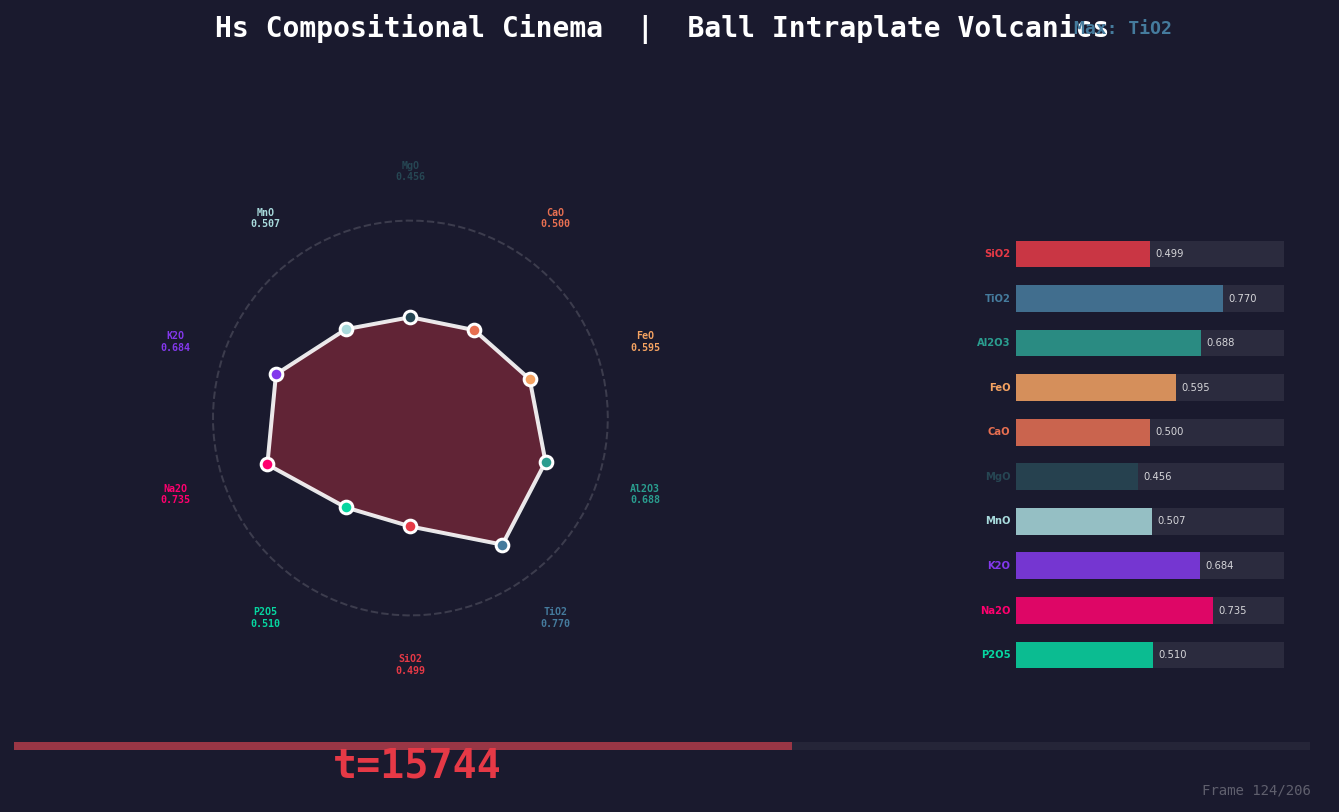 Hs Compositional Cinema | Ball Intraplate Volcanics
Max: TiO2
MgO
0.456
MnO
0.507
CaO
0.500
K2O
0.684
FeO
0.595
Na2O
0.735
Al2O3
0.688
P2O5
0.510
TiO2
0.770
SiO2
0.499
SiO2 0.499
TiO2 0.770
Al2O3 0.688
FeO 0.595
CaO 0.500
MgO 0.456
MnO 0.507
K2O 0.684
Na2O 0.735
P2O5 0.510
t=15744
Frame 124/206